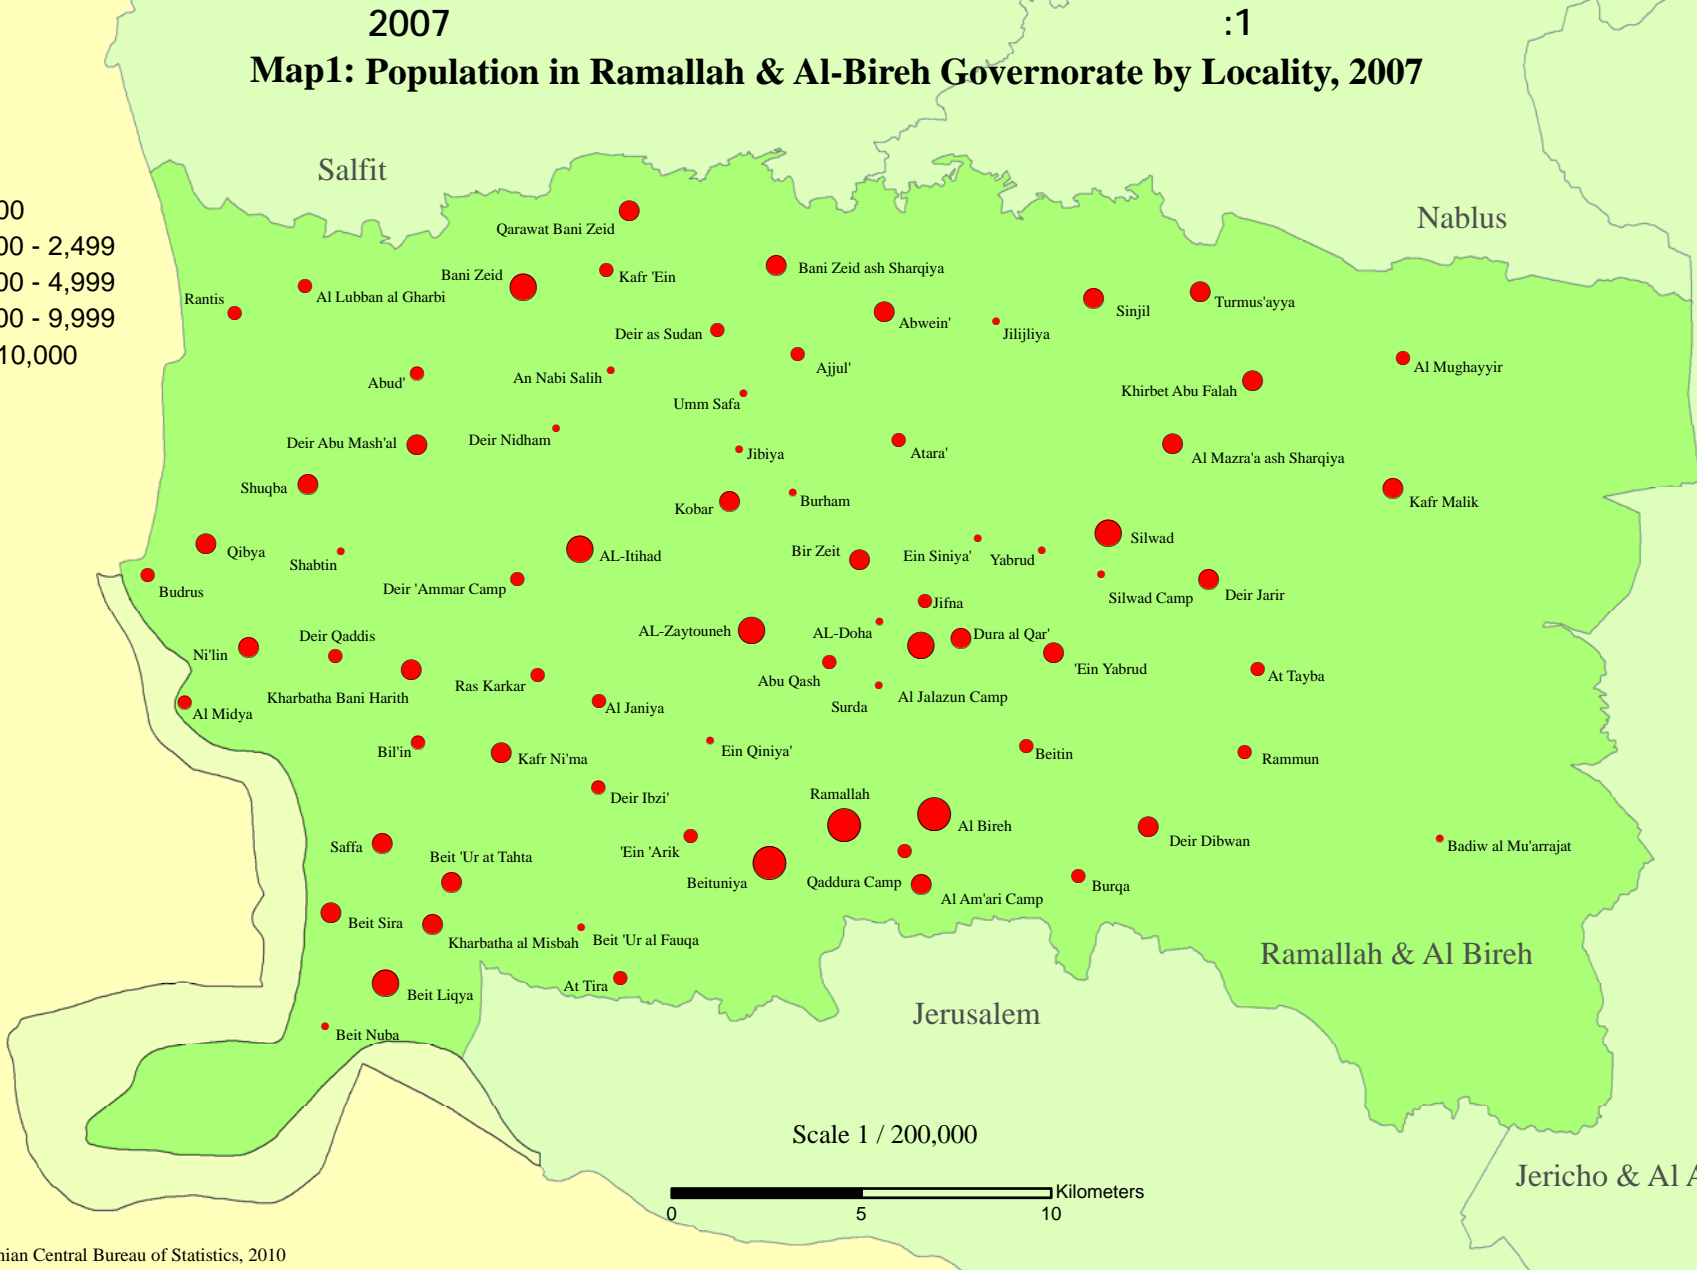 2007
:1
Map1: Population in Ramallah & Al-Bireh Governorate by Locality, 2007
Salfit
Nablus
00
00 - 2,499
00 - 4,999
00 - 9,999
10,000
Qarawat Bani Zeid
Bani Zeid
Kafr 'Ein
Bani Zeid ash Sharqiya
Rantis
Al Lubban al Gharbi
Sinjil
Turmus'ayya
Deir as Sudan
Abwein'
Jilijliya
Abud'
An Nabi Salih
Ajjul'
Al Mughayyir
Umm Safa
Khirbet Abu Falah
Deir Abu Mash'al
Deir Nidham
Jibiya
Atara'
Al Mazra'a ash Sharqiya
Shuqba
Kobar
Burham
Kafr Malik
Qibya
Shabtin
AL-Itihad
Bir Zeit
Ein Siniya'
Yabrud
Silwad
Budrus
Deir 'Ammar Camp
Jifna
Silwad Camp
Deir Jarir
Ni'lin
Deir Qaddis
AL-Zaytouneh
AL-Doha
Dura al Qar'
'Ein Yabrud
Kharbatha Bani Harith
Ras Karkar
Abu Qash
At Tayba
Al Midya
Al Janiya
Surda
Al Jalazun Camp
Bil'in
Kafr Ni'ma
Ein Qiniya'
Beitin
Rammun
Deir Ibzi'
Ramallah
Al Bireh
Saffa
Beit 'Ur at Tahta
'Ein 'Arik
Deir Dibwan
Badiw al Mu'arrajat
Beituniya
Qaddura Camp
Burqa
Al Am'ari Camp
Beit Sira
Kharbatha al Misbah
Beit 'Ur al Fauqa
Ramallah & Al Bireh
At Tira
Beit Liqya
Jerusalem
Beit Nuba
Scale 1 / 200,000
Jericho & Al A
Kilometers
0 5 10
nian Central Bureau of Statistics, 2010